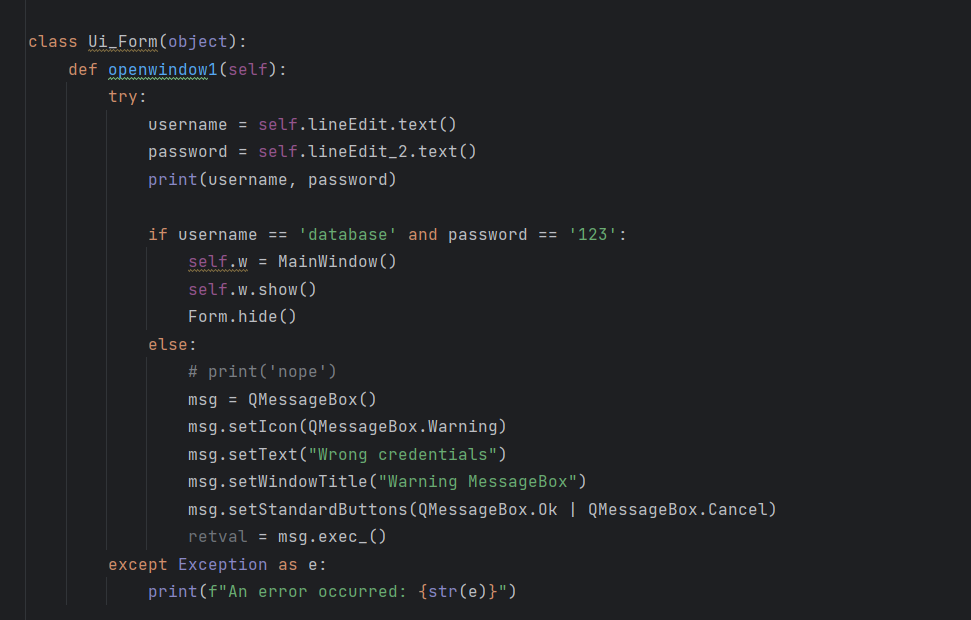 class Ui_Form(object):
    def openwindow1(self):
        try:
            username = self.lineEdit.text()
            password = self.lineEdit_2.text()
            print(username, password)

            if username == 'database' and password == '123':
                self.w = MainWindow()
                self.w.show()
                Form.hide()
            else:
                # print('nope')
                msg = QMessageBox()
                msg.setIcon(QMessageBox.Warning)
                msg.setText("Wrong credentials")
                msg.setWindowTitle("Warning MessageBox")
                msg.setStandardButtons(QMessageBox.Ok | QMessageBox.Cancel)
                retval = msg.exec_()
        except Exception as e:
            print(f"An error occurred: {str(e)}")